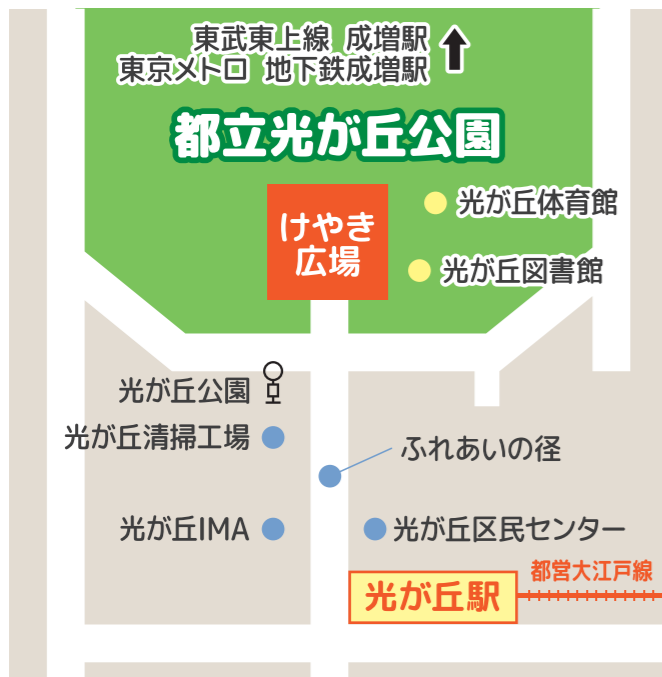 東武東上線 成増駅
東京メトロ 地下鉄成増駅
都立光が丘公園
けやき
広場
光が丘体育館
光が丘図書館
光が丘公園
光が丘清掃工場
ふれあいの径
光が丘IMA
光が丘区民センター
都営大江戸線
光が丘駅